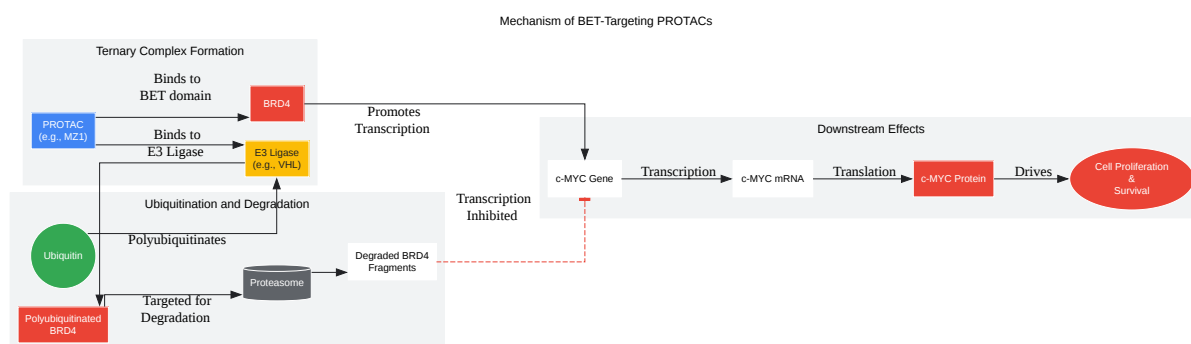 Mechanism of BET-Targeting PROTACs
Ternary Complex Formation
Binds to
BET domain
BRD4
PROTAC
(e.g., MZ1)
Binds to
E3 Ligase
E3 Ligase
(e.g., VHL)
Promotes
Transcription
Downstream Effects
c-MYC Gene
Transcription
c-MYC mRNA
Translation
c-MYC Protein
Drives
Cell Proliferation
&
Survival
Ubiquitination and Degradation
Transcription
Inhibited
Polyubiquitinates
Ubiquitin
Degraded BRD4
Fragments
Proteasome
Targeted for
Degradation
Polyubiquitinated
BRD4